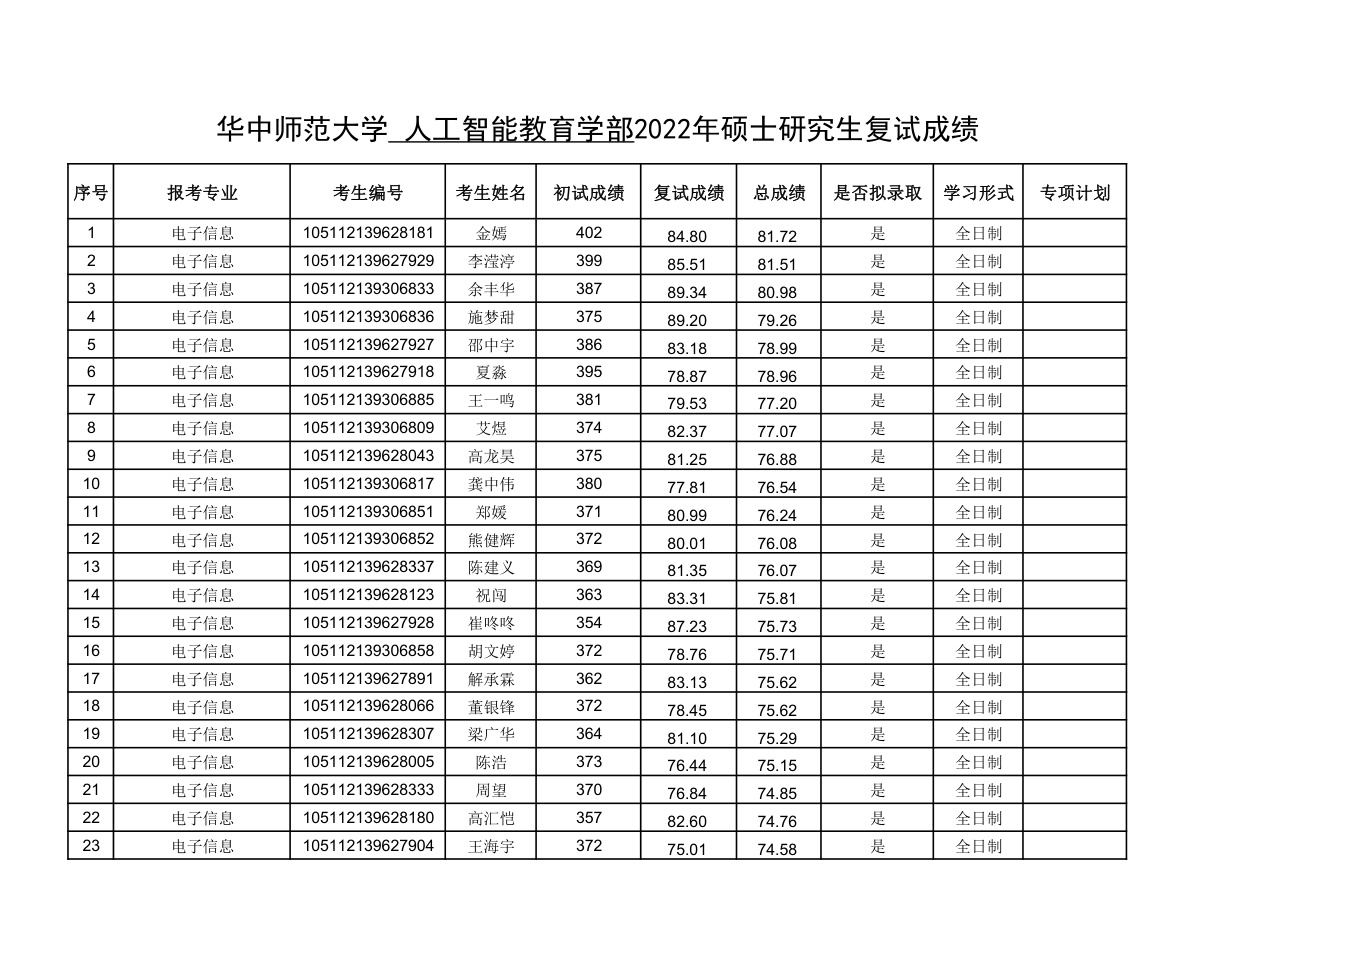 华中师范大学 人工智能教育学部2022年硕士研究生复试成绩
序号 报考专业 考生编号 考生姓名 初试成绩 复试成绩 总成绩 是否拟录取 学习形式 专项计划
1 电子信息 105112139628181 金嫣 402 84.80 81.72 是 全日制
2 电子信息 105112139627929 李滢渟 399 85.51 81.51 是 全日制
3 电子信息 105112139306833 余丰华 387 89.34 80.98 是 全日制
4 电子信息 105112139306836 施梦甜 375 89.20 79.26 是 全日制
5 电子信息 105112139627927 邵中宇 386 83.18 78.99 是 全日制
6 电子信息 105112139627918 夏淼 395 78.87 78.96 是 全日制
7 电子信息 105112139306885 王一鸣 381 79.53 77.20 是 全日制
8 电子信息 105112139306809 艾煜 374 82.37 77.07 是 全日制
9 电子信息 105112139628043 高龙昊 375 81.25 76.88 是 全日制
10 电子信息 105112139306817 龚中伟 380 77.81 76.54 是 全日制
11 电子信息 105112139306851 郑媛 371 80.99 76.24 是 全日制
12 电子信息 105112139306852 熊健辉 372 80.01 76.08 是 全日制
13 电子信息 105112139628337 陈建义 369 81.35 76.07 是 全日制
14 电子信息 105112139628123 祝闯 363 83.31 75.81 是 全日制
15 电子信息 105112139627928 崔咚咚 354 87.23 75.73 是 全日制
16 电子信息 105112139306858 胡文婷 372 78.76 75.71 是 全日制
17 电子信息 105112139627891 解承霖 362 83.13 75.62 是 全日制
18 电子信息 105112139628066 董银锋 372 78.45 75.62 是 全日制
19 电子信息 105112139628307 梁广华 364 81.10 75.29 是 全日制
20 电子信息 105112139628005 陈浩 373 76.44 75.15 是 全日制
21 电子信息 105112139628333 周望 370 76.84 74.85 是 全日制
22 电子信息 105112139628180 高汇恺 357 82.60 74.76 是 全日制
23 电子信息 105112139627904 王海宇 372 75.01 74.58 是 全日制